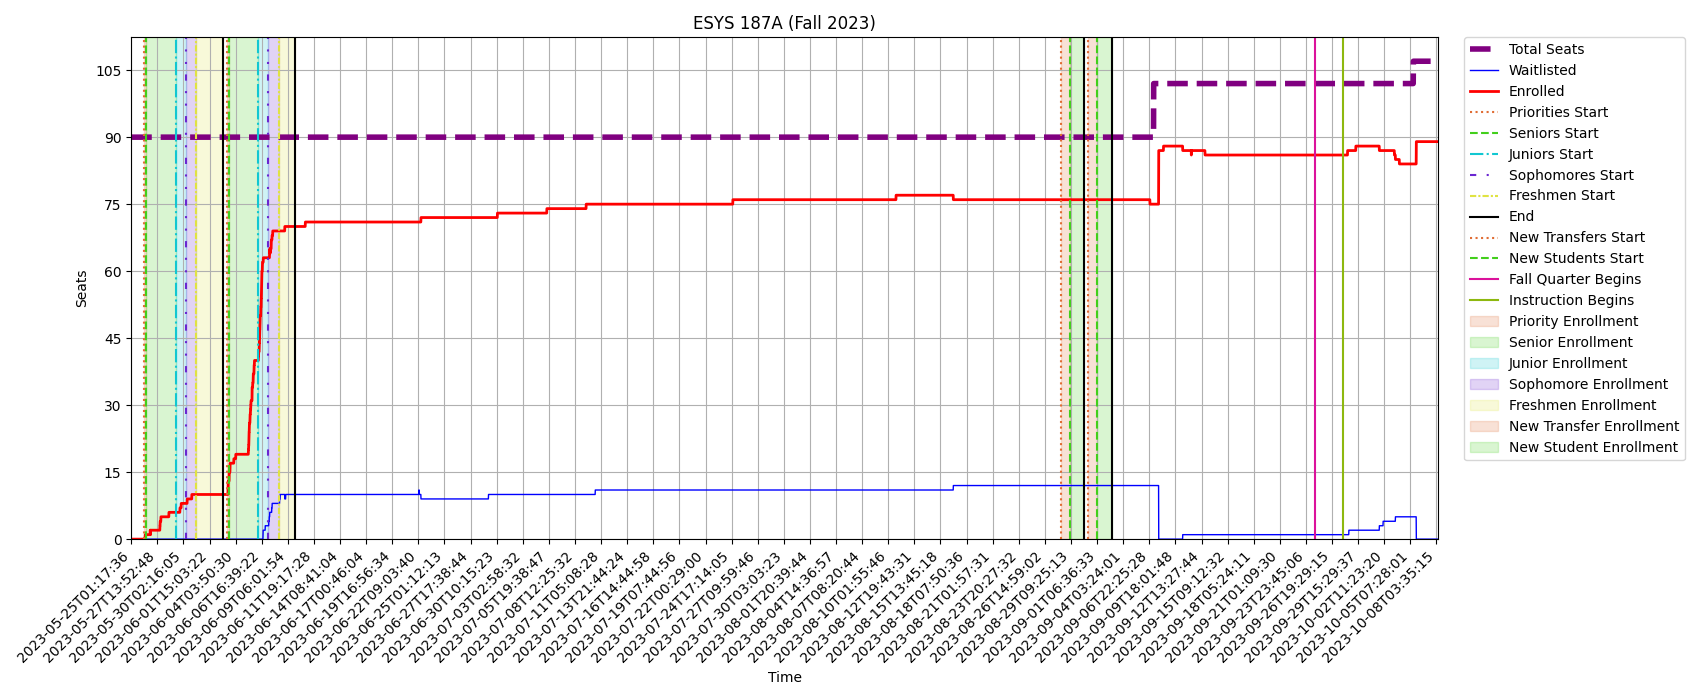 ESYS 187A (Fall 2023)
Seats
105
90
75
60
45
30
15
0
2023-05-25T01:17:36
2023-05-27T13:52:48
2023-05-30T02:16:05
2023-06-01T15:03:22
2023-06-04T03:50:30
2023-06-06T16:39:22
2023-06-09T06:01:54
2023-06-11T19:17:28
2023-06-14T08:41:04
2023-06-17T00:46:04
2023-06-19T16:56:34
2023-06-22T09:03:40
2023-06-25T01:12:13
2023-06-27T17:38:44
2023-06-30T10:15:23
2023-07-03T02:58:32
2023-07-05T19:38:47
2023-07-08T12:25:32
2023-07-11T05:08:28
2023-07-13T21:44:24
2023-07-16T14:44:58
2023-07-19T07:44:56
2023-07-22T00:29:00
2023-07-24T17:14:05
2023-07-27T09:59:46
2023-07-30T03:03:23
2023-08-01T20:39:44
2023-08-04T14:36:57
2023-08-07T08:20:44
2023-08-10T01:55:46
2023-08-12T19:43:31
2023-08-15T13:45:18
2023-08-18T07:50:36
2023-08-21T01:57:31
2023-08-23T20:27:32
2023-08-26T14:59:02
2023-08-29T09:25:13
2023-09-01T06:36:33
2023-09-04T03:24:01
2023-09-06T22:25:28
2023-09-09T18:01:48
2023-09-12T13:27:44
2023-09-15T09:12:32
2023-09-18T05:24:11
2023-09-21T01:09:30
2023-09-23T23:45:06
2023-09-26T19:29:15
2023-09-29T15:29:37
2023-10-02T11:23:20
2023-10-05T07:28:01
2023-10-08T03:35:15
Time
Total Seats
Waitlisted
Enrolled
Priorities Start
Seniors Start
Juniors Start
Sophomores Start
Freshmen Start
End
New Transfers Start
New Students Start
Fall Quarter Begins
Instruction Begins
Priority Enrollment
Senior Enrollment
Junior Enrollment
Sophomore Enrollment
Freshmen Enrollment
New Transfer Enrollment
New Student Enrollment